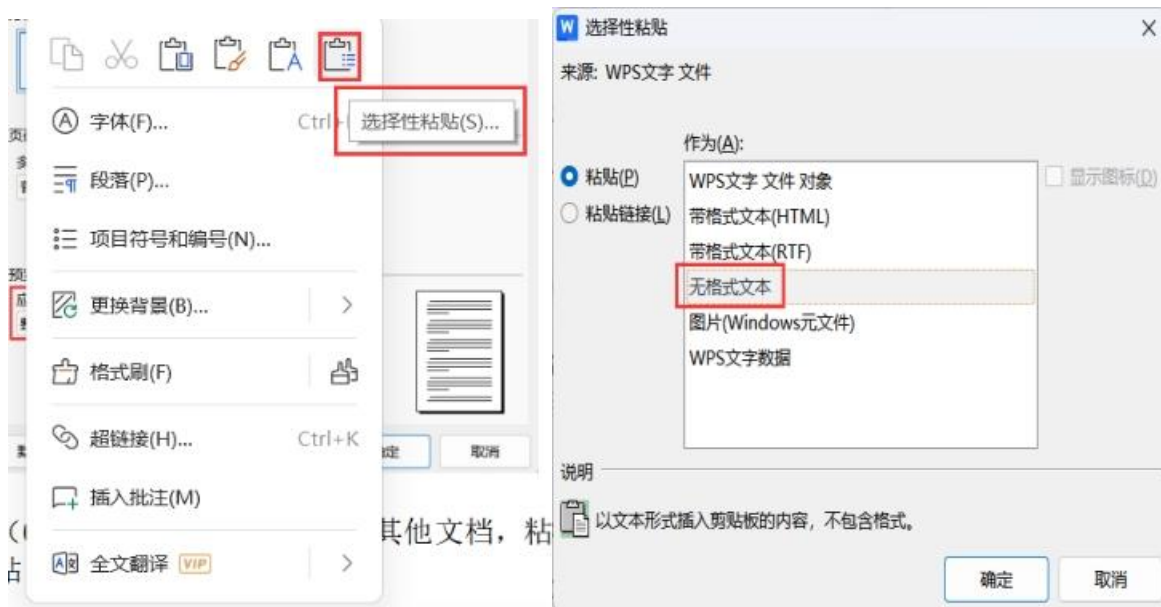 选择性粘贴(S)...
字体(F)...
Ctrl+
段落(P)...
项目符号和编号(N)...
更换背景(B)...
格式刷(F)
超链接(H)...
Ctrl+K
插入批注(M)
全文翻译 VIP
取消
其他文档，粘
选择性粘贴
来源: WPS文字 文件
作为(A):
粘贴(P)
粘贴链接(L)
WPS文字 文件 对象
带格式文本(HTML)
带格式文本(RTF)
无格式文本
图片(Windows元文件)
WPS文字数据
显示图标(D)
说明
以文本形式插入剪贴板的内容，不包含格式。
确定
取消